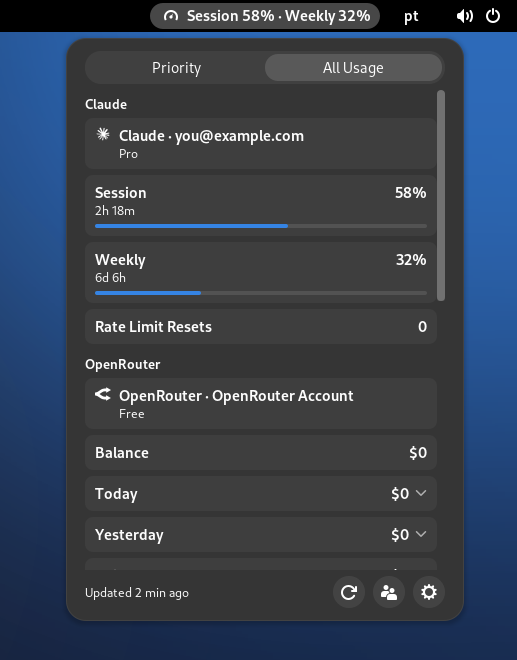 Session 58% · Weekly 32%
pt
Priority
All Usage
Claude
Claude · you@example.com
Pro
Session
58%
2h 18m
Weekly
32%
6d 6h
Rate Limit Resets
0
OpenRouter
OpenRouter · OpenRouter Account
Free
Balance
$0
Today
$0
Yesterday
$0
Updated 2 min ago